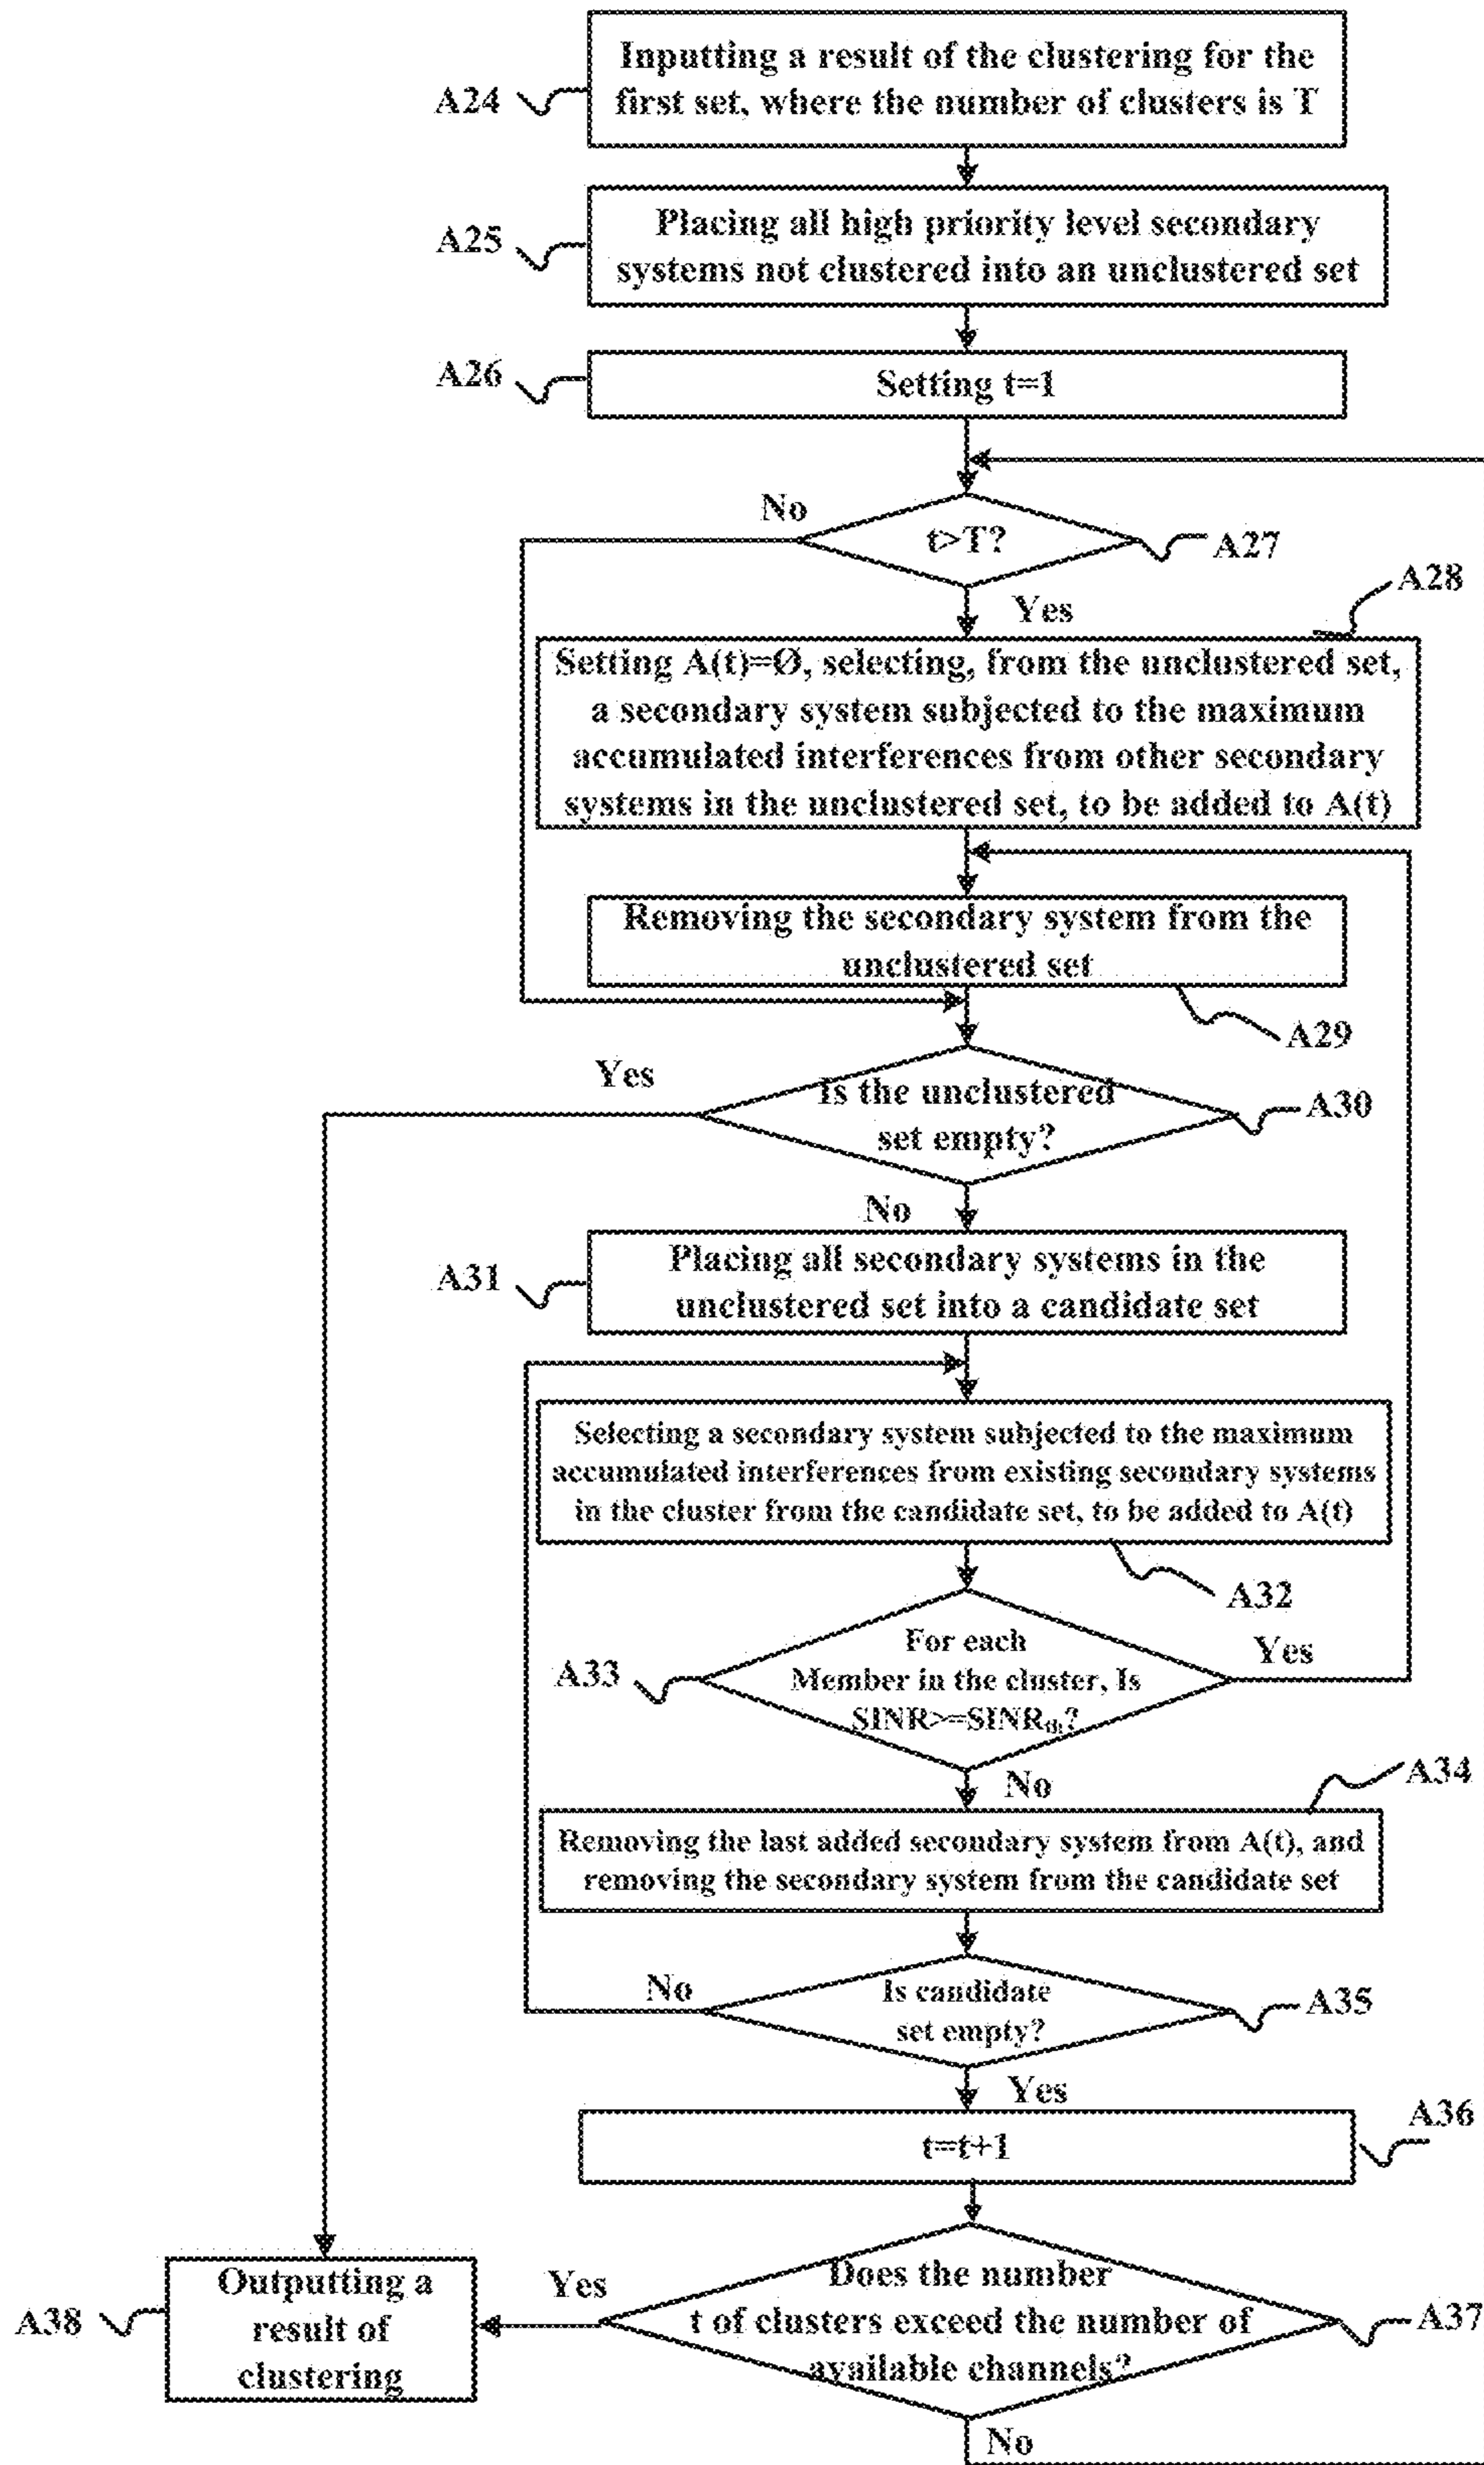 Inputting a result of the clustering for the
first set, where the number of clusters is T
A24
Placing all high priority level secondary
systems not clustered into an unclustered set
A25
A26
Setting t=1
No
t>T?
A27
A28
Yes
Setting A(t)=Ø, selecting, from the unclustered set,
a secondary system subjected to the maximum
accumulated interferences from other secondary
systems in the unclustered set, to be added to A(t)
Removing the secondary system from the
unclustered set
A29
Yes
Is the unclustered
set empty?
A30
No
Placing all secondary systems in the
unclustered set into a candidate set
A31
Selecting a secondary system subjected to the maximum
accumulated interferences from existing secondary systems
in the cluster from the candidate set, to be added to A(t)
A32
For each
Member in the cluster, Is
SINR>=SINRth?
A33
Yes
No
A34
Removing the last added secondary system from A(t), and
removing the secondary system from the candidate set
No
Is candidate
set empty?
A35
Yes
A36
t=t+1
Does the number
t of clusters exceed the number of
available channels?
A37
Yes
Outputting a
result of
clustering
A38
No